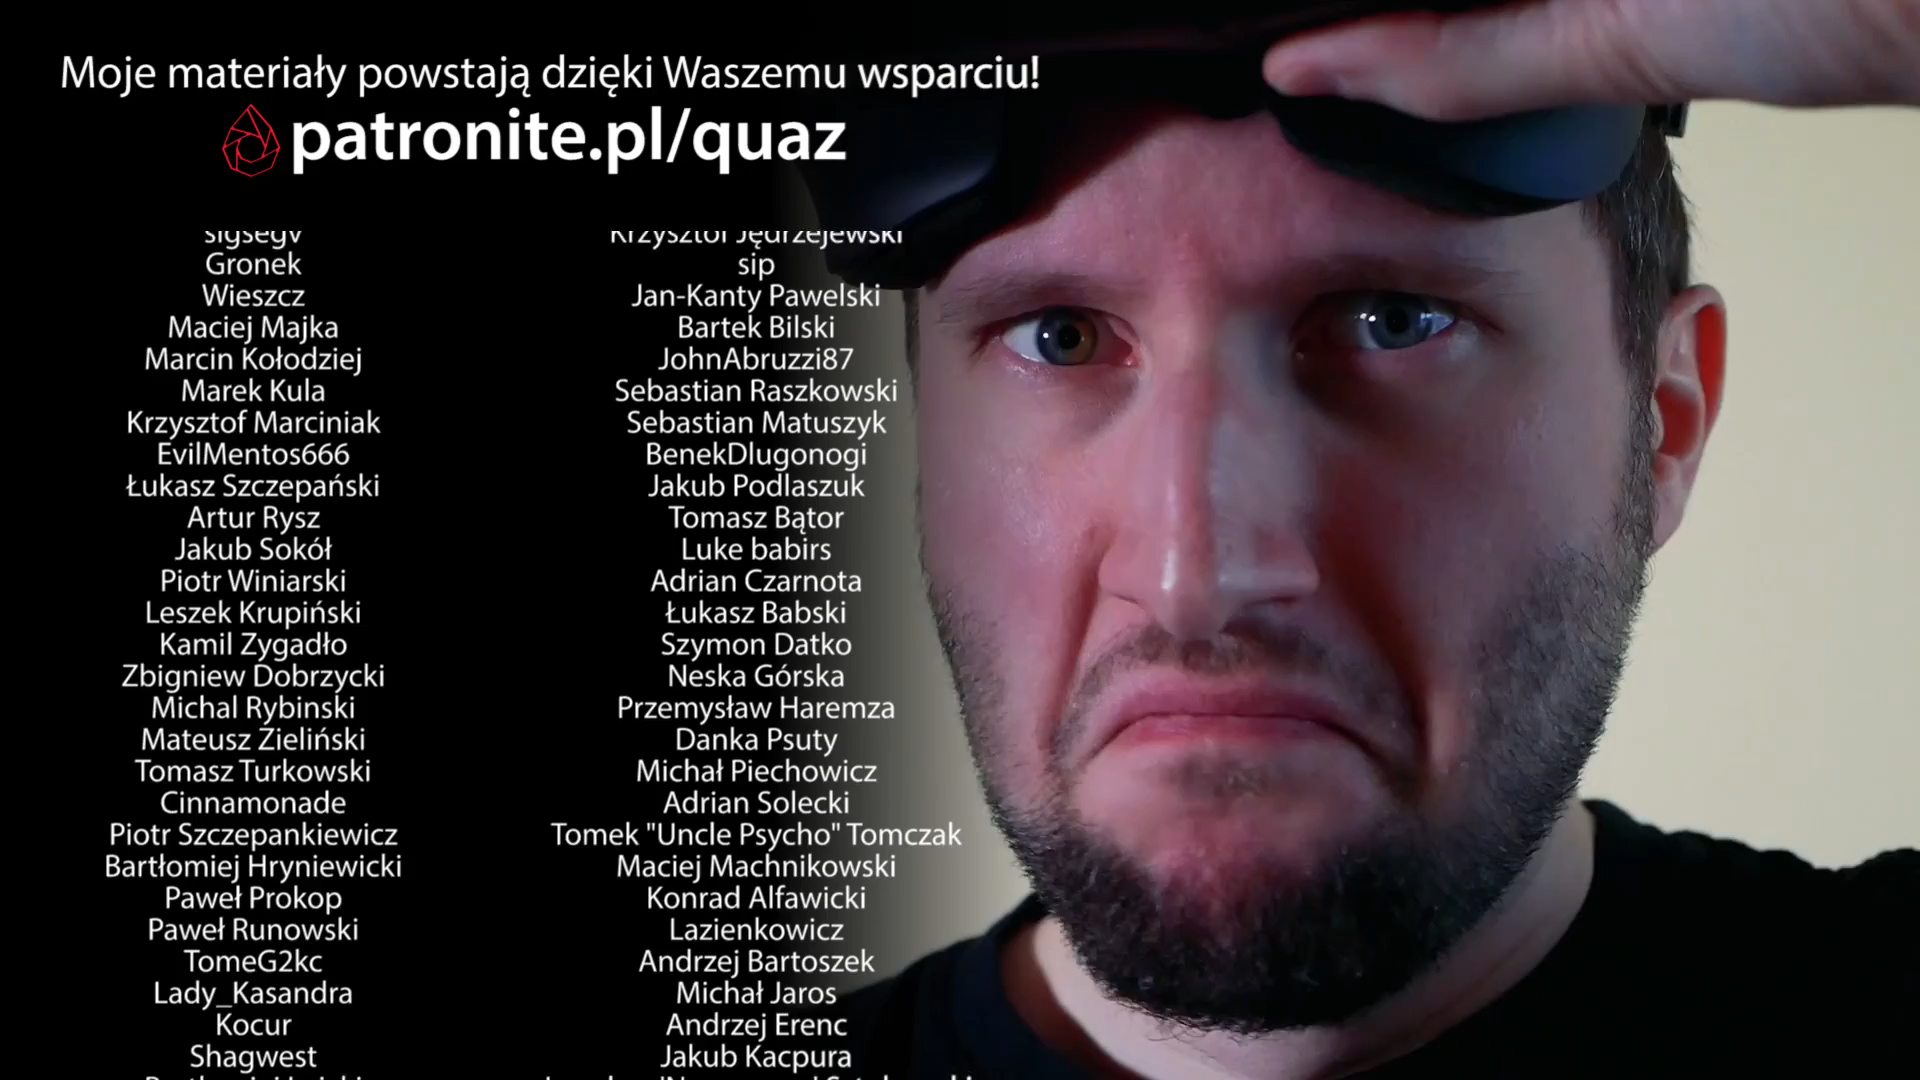 Moje materiały powstają dzięki Waszemu wsparciu!
patronite.pl/quaz
sigsegv
Gronek
Wieszcz
Maciej Majka
Marcin Kołodziej
Marek Kula
Krzysztof Marciniak
EvilMentos666
Łukasz Szczepański
Artur Rysz
Jakub Sokół
Piotr Winiarski
Leszek Krupiński
Kamil Zygadło
Zbigniew Dobrzycki
Michal Rybinski
Mateusz Zieliński
Tomasz Turkowski
Cinnamonade
Piotr Szczepankiewicz
Bartłomiej Hryniewicki
Paweł Prokop
Paweł Runowski
TomeG2kc
Lady_Kasandra
Kocur
Shagwest
Krzysztof Jędrzejewski
sip
Jan-Kanty Pawelski
Bartek Bilski
JohnAbruzzi87
Sebastian Raszkowski
Sebastian Matuszyk
BenekDlugonogi
Jakub Podlaszuk
Tomasz Bątor
Luke babirs
Adrian Czarnota
Łukasz Babski
Szymon Datko
Neska Górska
Przemysław Haremza
Danka Psuty
Michał Piechowicz
Adrian Solecki
Tomek "Uncle Psycho" Tomczak
Maciej Machnikowski
Konrad Alfawicki
Lazienkowicz
Andrzej Bartoszek
Michał Jaros
Andrzej Erenc
Jakub Kacpura